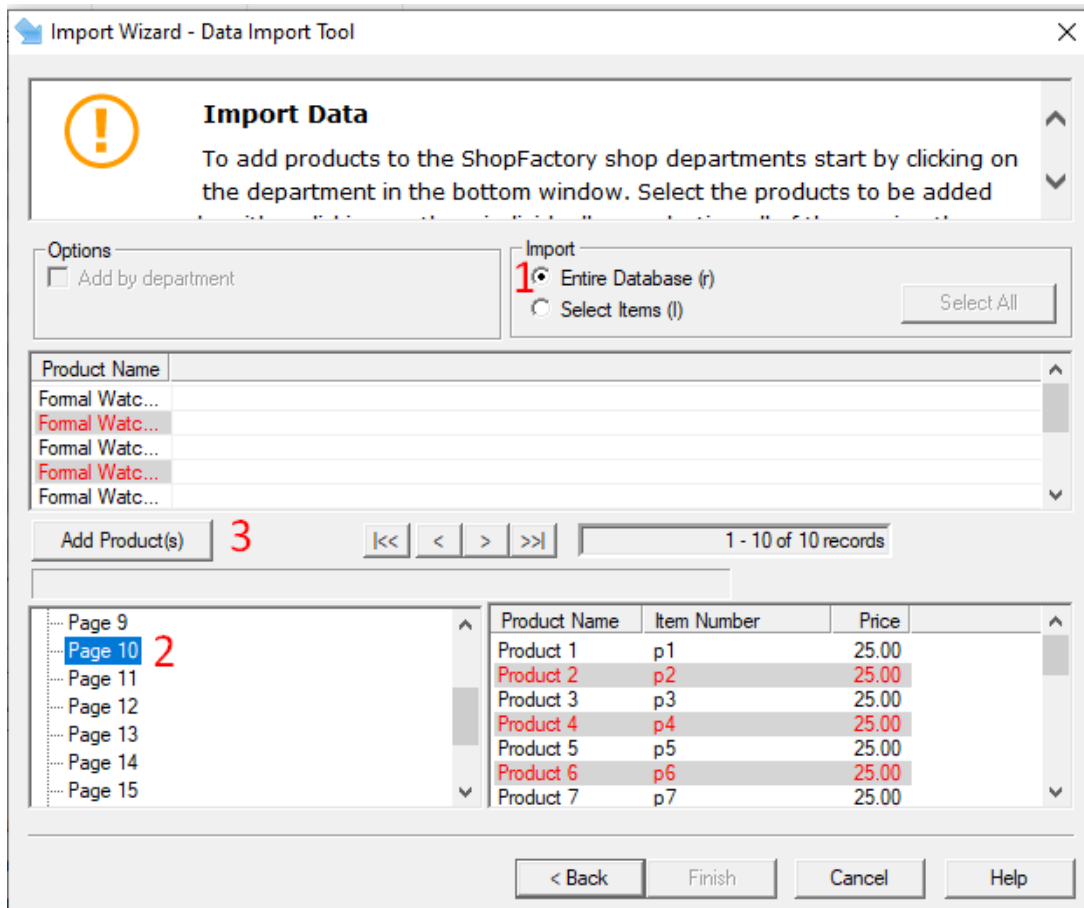 Import Wizard - Data Import Tool
Import Data
To add products to the ShopFactory shop departments start by clicking on
the department in the bottom window. Select the products to be added
Options
Add by department
Import
1
Entire Database (r)
Select Items (l)
Select All
Product Name
Formal Watc...
Formal Watc...
Formal Watc...
Formal Watc...
Formal Watc...
Add Product(s) 3 |<< < > >>| 1 - 10 of 10 records
Page 9
Page 10 2
Page 11
Page 12
Page 13
Page 14
Page 15
Product Name Item Number Price
Product 1 p1 25.00
Product 2 p2 25.00
Product 3 p3 25.00
Product 4 p4 25.00
Product 5 p5 25.00
Product 6 p6 25.00
Product 7 p7 25.00
< Back Finish Cancel Help